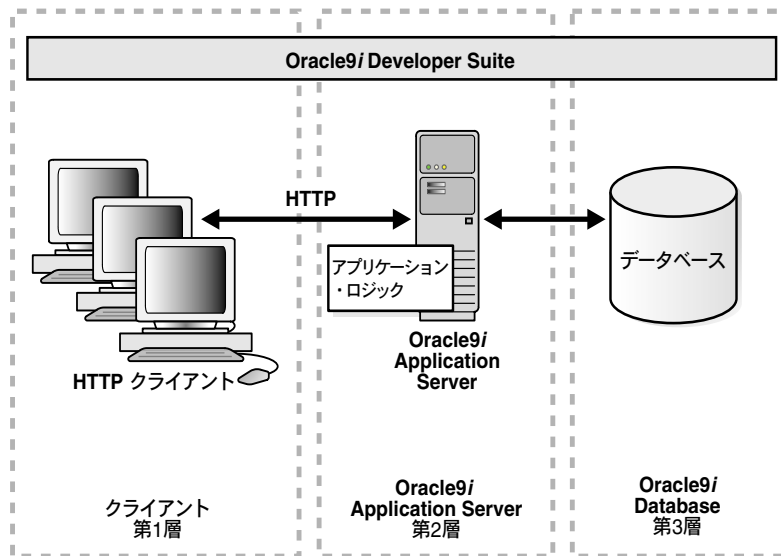 Oracle9i Developer Suite
HTTP
アプリケーション
・ロジック
データベース
Oracle9i
Application
Server
HTTP クライアント
クライアント
第1層
Oracle9i
Application Server
第2層
Oracle9i
Database
第3層